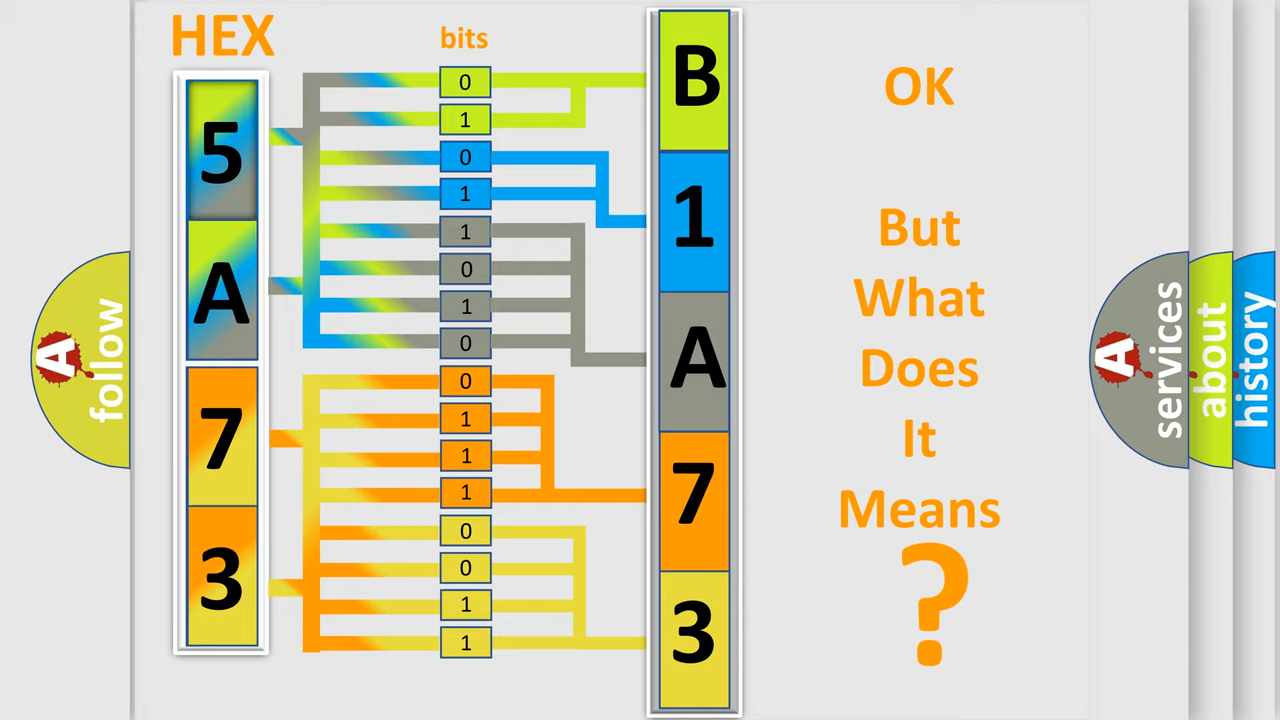 HEX
bits
5
A
7
3
0
1
0
1
1
0
1
0
0
1
1
1
0
0
1
1
B
1
A
7
3
OK
But
What
Does
It
Means
?
A
follow
A
services
about
history